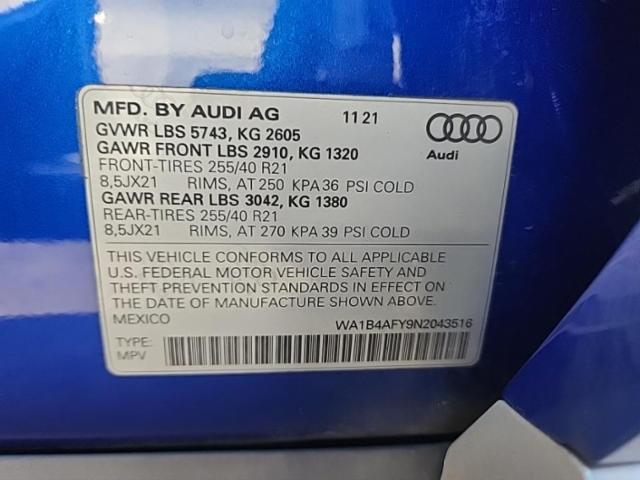 MFD. BY AUDI AG 11 21
GVWR LBS 5743, KG 2605
GAWR FRONT LBS 2910, KG 1320
FRONT-TIRES 255/40 R21
8,5JX21 RIMS, AT 250 KPA 36 PSI COLD
GAWR REAR LBS 3042, KG 1380
REAR-TIRES 255/40 R21
8,5JX21 RIMS, AT 270 KPA 39 PSI COLD
Audi
THIS VEHICLE CONFORMS TO ALL APPLICABLE
U.S. FEDERAL MOTOR VEHICLE SAFETY AND
THEFT PREVENTION STANDARDS IN EFFECT ON
THE DATE OF MANUFACTURE SHOWN ABOVE.
MEXICO WA1B4AFY9N2043516
TYPE:
MPV